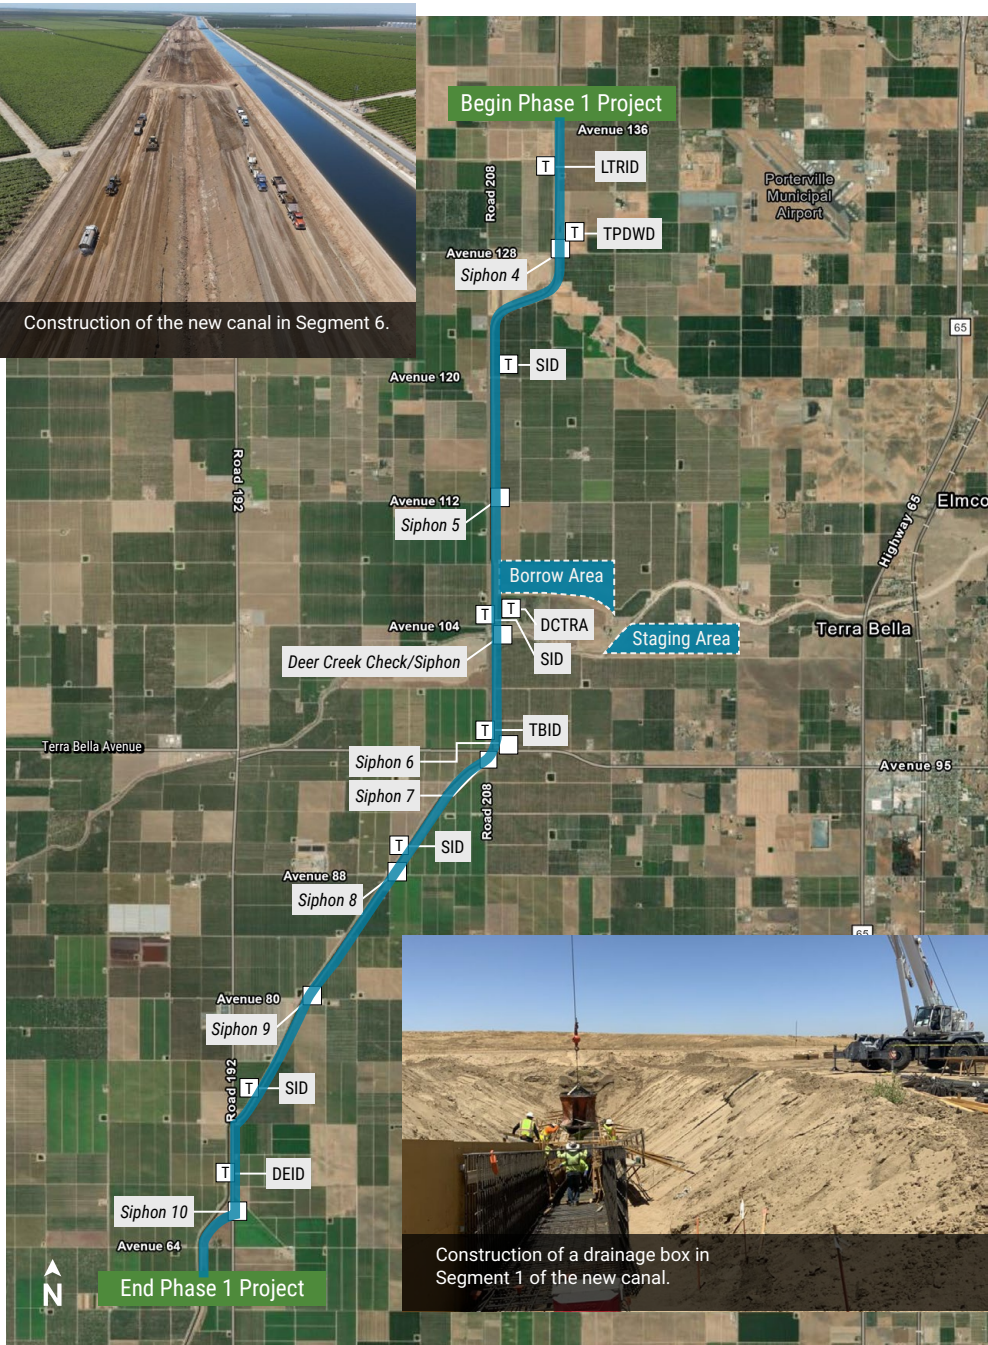 Begin Phase 1 Project
Avenue 136
T
LTRID
Road 208
Porterville
Municipal
Airport
T
TPDWD
Avenue 128
Siphon 4
Construction of the new canal in Segment 6.
65
T
SID
Avenue 120
Road 192
Avenue 112
Siphon 5
Highway 65
Elmco
Borrow Area
T
T
DCTRA
Avenue 104
Terra Bella
Staging Area
Deer Creek Check/Siphon
SID
T
TBID
Terra Bella Avenue
Siphon 6
Avenue 95
Siphon 7
Road 208
T
SID
Avenue 88
Siphon 8
65
Avenue 80
Siphon 9
Road 192
T
SID
T
DEID
Siphon 10
Avenue 64
N
End Phase 1 Project
Construction of a drainage box in
Segment 1 of the new canal.